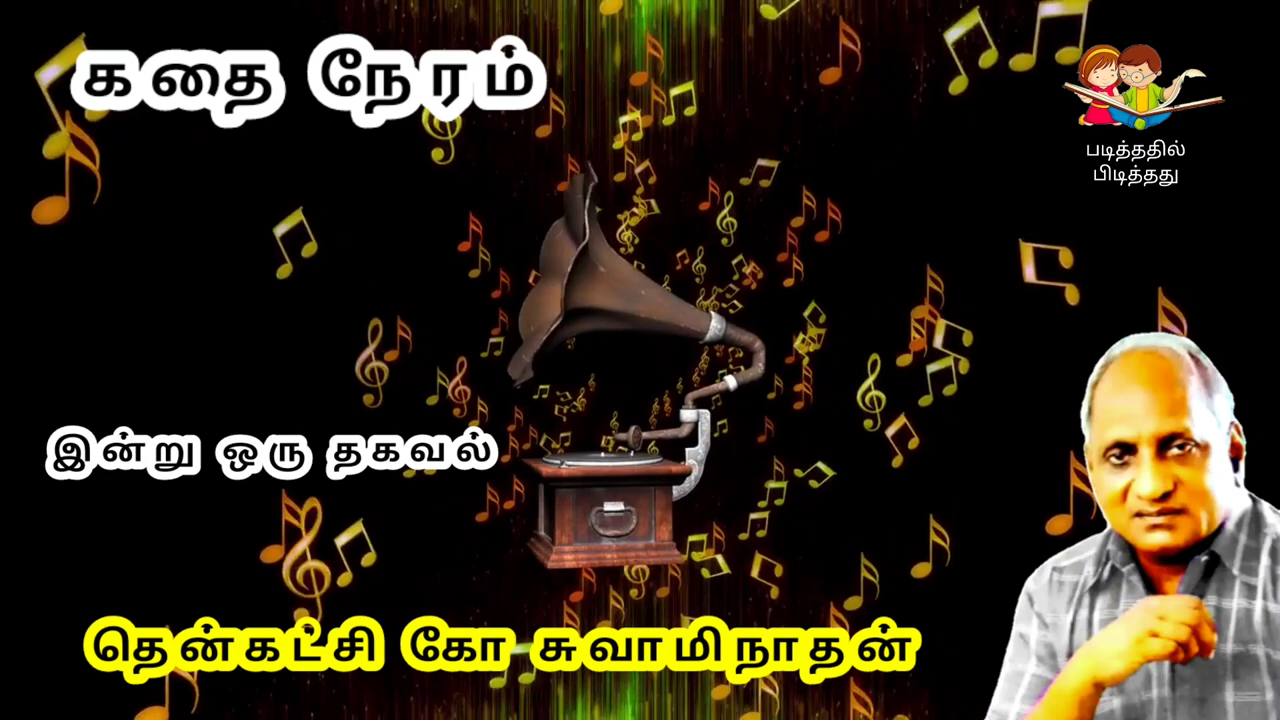 கதை நேரம்
படித்ததில்
பிடித்தது
இன்று ஒரு தகவல்
தென்கட்சி கோ சுவாமிநாதன்